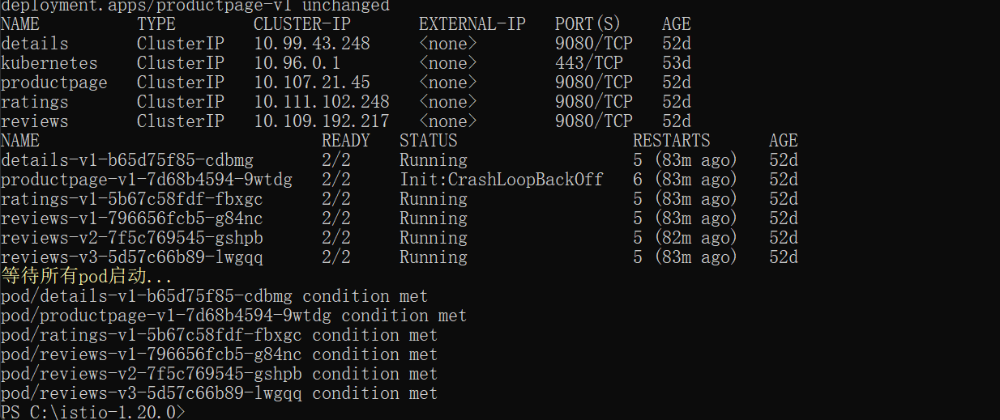 deployment.apps/productpage-v1 unchanged
NAME TYPE CLUSTER-IP EXTERNAL-IP PORT(S) AGE
details ClusterIP 10.99.43.248 <none> 9080/TCP 52d
kubernetes ClusterIP 10.96.0.1 <none> 443/TCP 53d
productpage ClusterIP 10.107.21.45 <none> 9080/TCP 52d
ratings ClusterIP 10.111.102.248 <none> 9080/TCP 52d
reviews ClusterIP 10.109.192.217 <none> 9080/TCP 52d
NAME READY STATUS RESTARTS AGE
details-v1-b65d75f85-cdbmg 2/2 Running 5 (83m ago) 52d
productpage-v1-7d68b4594-9wtdg 2/2 Init:CrashLoopBackOff 6 (83m ago) 52d
ratings-v1-5b67c58fdf-fbxgc 2/2 Running 5 (83m ago) 52d
reviews-v1-796656fcb5-g84nc 2/2 Running 5 (83m ago) 52d
reviews-v2-7f5c769545-gshpb 2/2 Running 5 (82m ago) 52d
reviews-v3-5d57c66b89-lwgqq 2/2 Running 5 (83m ago) 52d
等待所有pod启动...
pod/details-v1-b65d75f85-cdbmg condition met
pod/productpage-v1-7d68b4594-9wtdg condition met
pod/ratings-v1-5b67c58fdf-fbxgc condition met
pod/reviews-v1-796656fcb5-g84nc condition met
pod/reviews-v2-7f5c769545-gshpb condition met
pod/reviews-v3-5d57c66b89-lwgqq condition met
PS C:\istio-1.20.0>